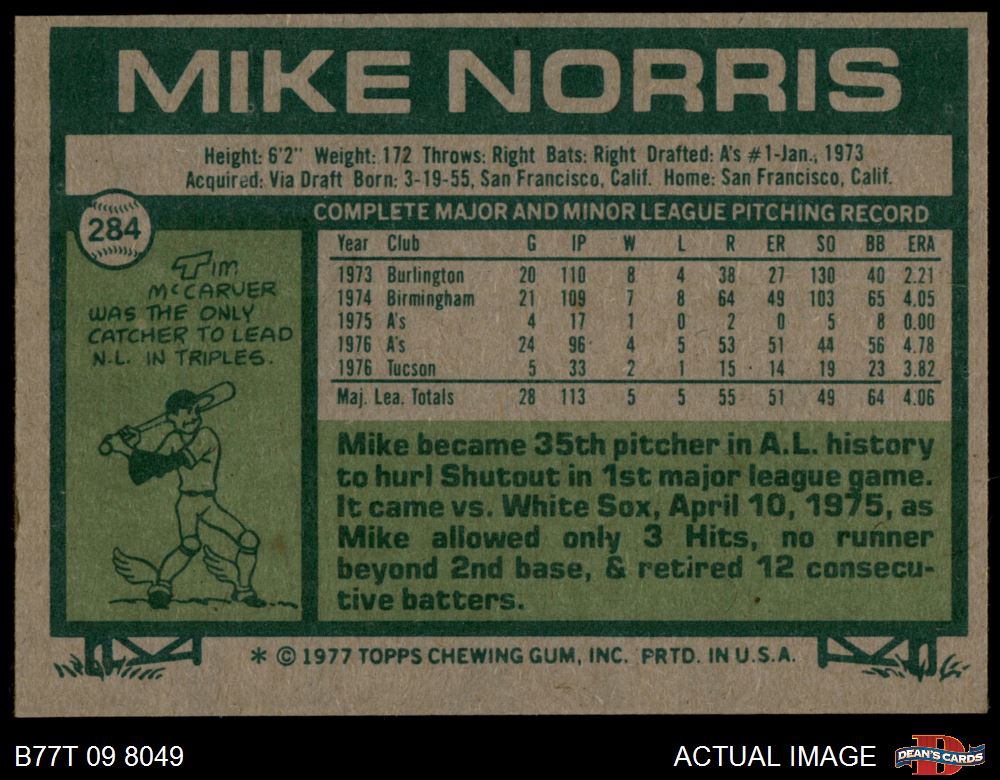 MIKE NORRIS
Height: 6'2" Weight: 172 Throws: Right Bats: Right Drafted: A's #1-Jan., 1973
Acquired: Via Draft Born: 3-19-55, San Francisco, Calif. Home: San Francisco, Calif.
284
TIM
McCARVER
WAS THE ONLY
CATCHER TO LEAD
N.L. IN TRIPLES.
COMPLETE MAJOR AND MINOR LEAGUE PITCHING RECORD
Year Club G IP W L R ER SO BB ERA
1973 Burlington 20 110 8 4 38 27 130 40 2.21
1974 Birmingham 21 109 7 8 64 49 103 65 4.05
1975 A's 4 17 1 0 2 0 5 8 0.00
1976 A's 24 96 4 5 53 51 44 56 4.78
1976 Tucson 5 33 2 1 15 14 19 23 3.82
Maj. Lea. Totals 28 113 5 5 55 51 49 64 4.06
Mike became 35th pitcher in A.L. history
to hurl Shutout in 1st major league game.
It came vs. White Sox, April 10, 1975, as
Mike allowed only 3 Hits, no runner
beyond 2nd base, & retired 12 consecu-
tive batters.
* © 1977 TOPPS CHEWING GUM, INC. PRTD. IN U.S.A.
B77T 09 8049
ACTUAL IMAGE
D
DEAN'S CARDS